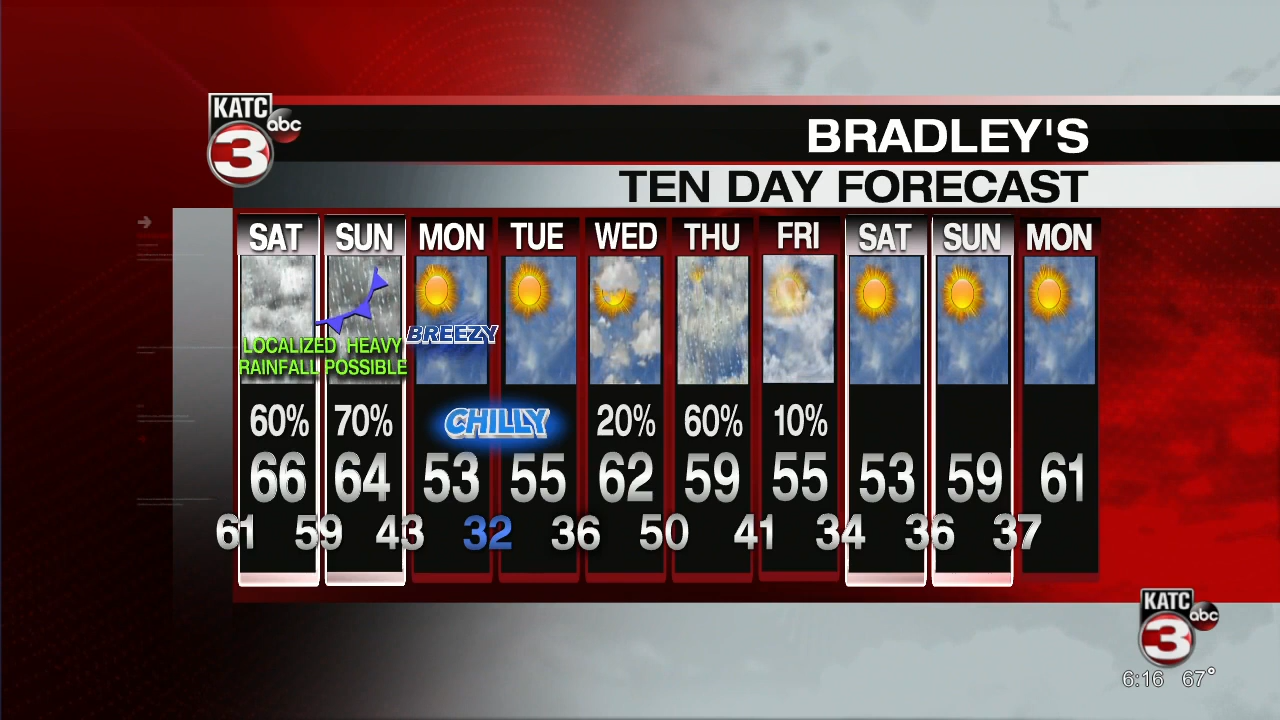 KATC
abc
3
BRADLEY'S
TEN DAY FORECAST
SAT SUN MON TUE WED THU FRI SAT SUN MON
BREEZY
LOCALIZED HEAVY
RAINFALL POSSIBLE
60% 70% CHILLY 20% 60% 10%
66 64 53 55 62 59 55 53 59 61
61 59 43 32 36 50 41 34 36 37
KATC
abc
3
6:16 67°